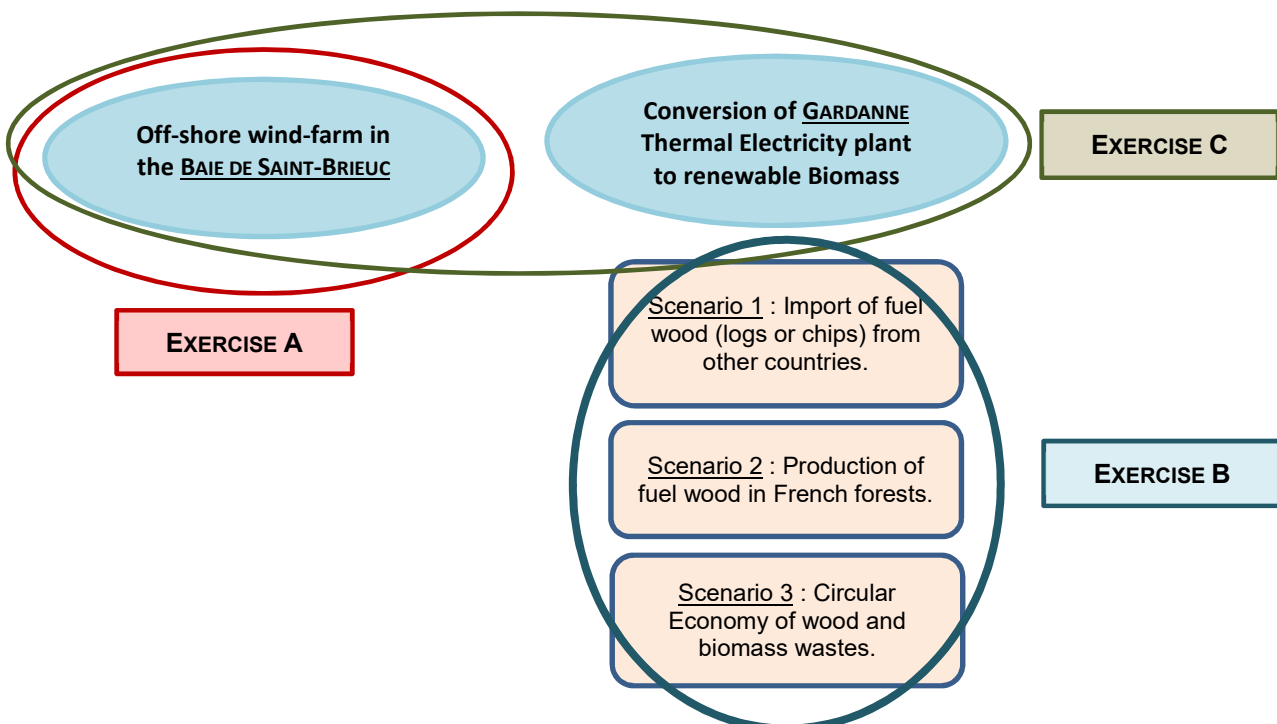 Off-shore wind-farm in
the BAIE DE SAINT-BRIEUC
Conversion of GARDANNE
Thermal Electricity plant
to renewable Biomass
EXERCISE C
EXERCISE A
Scenario 1 : Import of fuel
wood (logs or chips) from
other countries.
Scenario 2 : Production of
fuel wood in French forests.
EXERCISE B
Scenario 3 : Circular
Economy of wood and
biomass wastes.